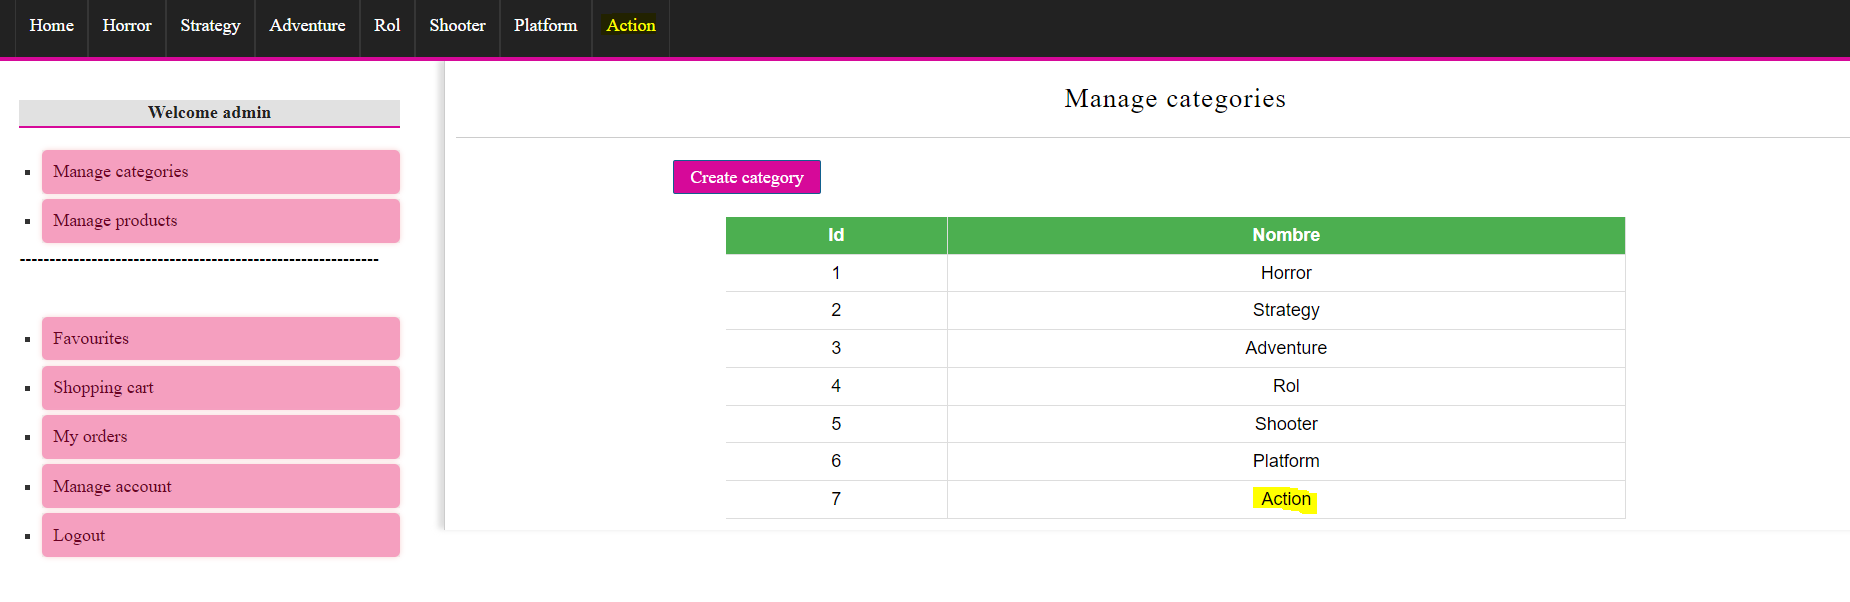 Home Horror Strategy Adventure Rol Shooter Platform Action
Welcome admin
Manage categories
Manage products
------------------------------------------------------------
Favourites
Shopping cart
My orders
Manage account
Logout
Manage categories
Create category
Id Nombre
1 Horror
2 Strategy
3 Adventure
4 Rol
5 Shooter
6 Platform
7 Action